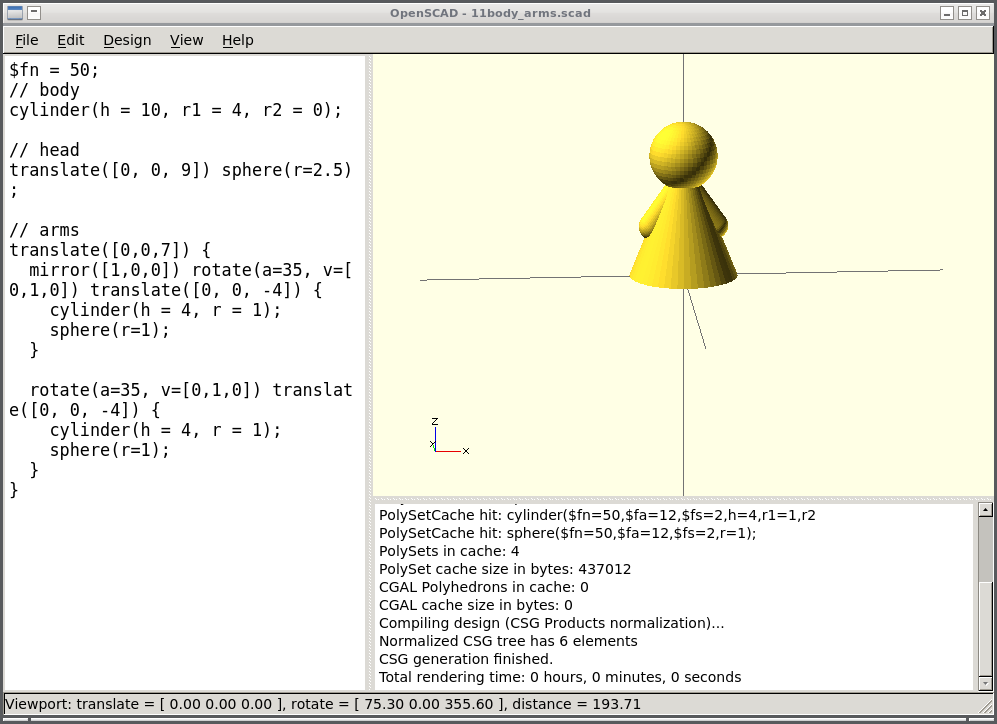 OpenSCAD - 11body_arms.scad
File Edit Design View Help
$fn = 50;
// body
cylinder(h = 10, r1 = 4, r2 = 0);
// head
translate([0, 0, 9]) sphere(r=2.5)
;
// arms
translate([0,0,7]) {
  mirror([1,0,0]) rotate(a=35, v=[
0,1,0]) translate([0, 0, -4]) {
    cylinder(h = 4, r = 1);
    sphere(r=1);
  }
  rotate(a=35, v=[0,1,0]) translat
e([0, 0, -4]) {
    cylinder(h = 4, r = 1);
    sphere(r=1);
  }
}
z
x
x
PolySetCache hit: cylinder($fn=50,$fa=12,$fs=2,h=4,r1=1,r2
PolySetCache hit: sphere($fn=50,$fa=12,$fs=2,r=1);
PolySets in cache: 4
PolySet cache size in bytes: 437012
CGAL Polyhedrons in cache: 0
CGAL cache size in bytes: 0
Compiling design (CSG Products normalization)...
Normalized CSG tree has 6 elements
CSG generation finished.
Total rendering time: 0 hours, 0 minutes, 0 seconds
Viewport: translate = [ 0.00 0.00 0.00 ], rotate = [ 75.30 0.00 355.60 ], distance = 193.71